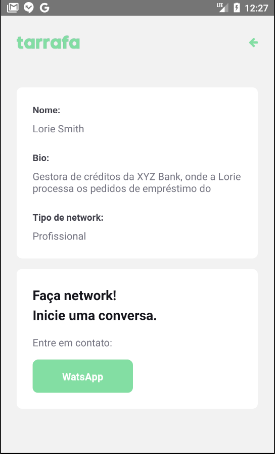 LTE 12:27
tarrafa
Nome:
Lorie Smith
Bio:
Gestora de créditos da XYZ Bank, onde a Lorie
processa os pedidos de empréstimo do
Tipo de network:
Profissional
Faça network!
Inicie uma conversa.
Entre em contato:
WatsApp